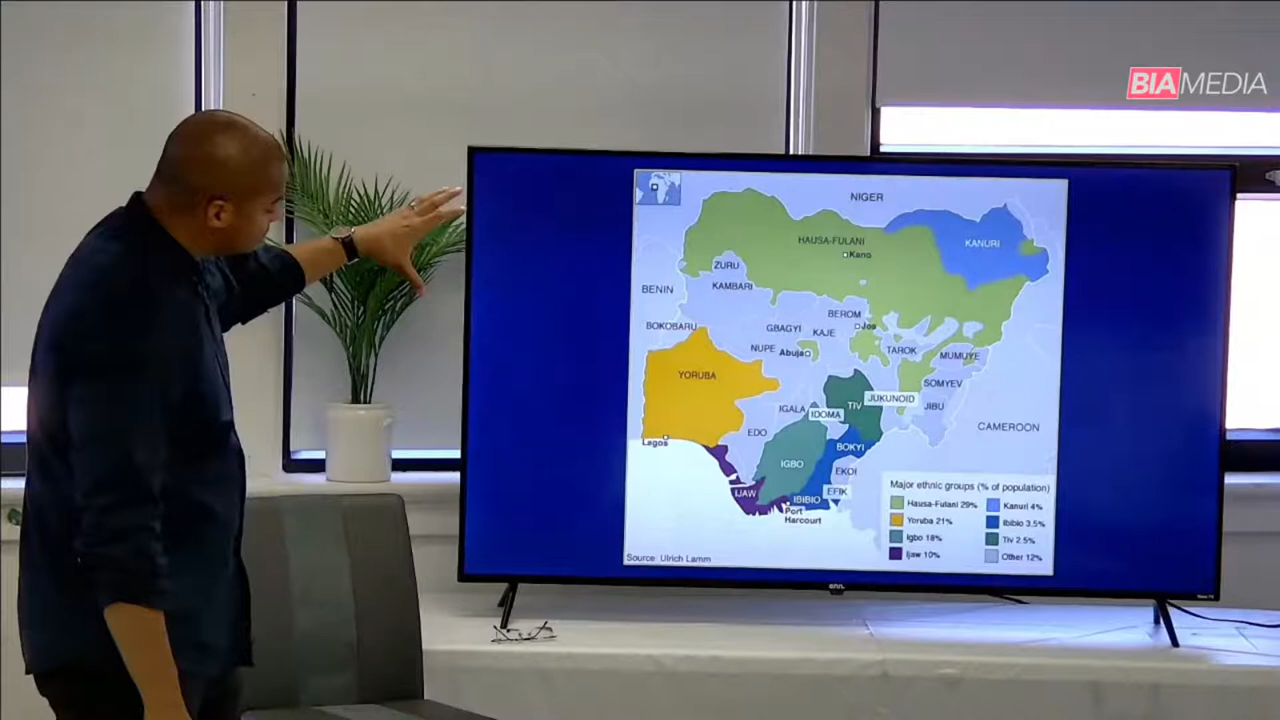 BIAMEDIA
NIGER
HAUSA-FULANI
KANURI
Kano
ZURU
KAMBARI
BENIN
BEROM
Jos
BOKOBARU
GBAGYI
KAJE
NUPE
Abuja
TAROK
MUMUYE
YORUBA
SOMYEV
TIV
JUKUNOID
JIBU
IGALA
IDOMA
CAMEROON
EDO
Lagos
BOKYI
IGBO
EKOI
IJAW
IBIBIO
EFIK
Port
Harcourt
Major ethnic groups (% of population)
Hausa-Fulani 29%
Yoruba 21%
Igbo 18%
Ijaw 10%
Kanuri 4%
Ibibio 3.5%
Tiv 2.5%
Other 12%
Source: Ulrich Lamm